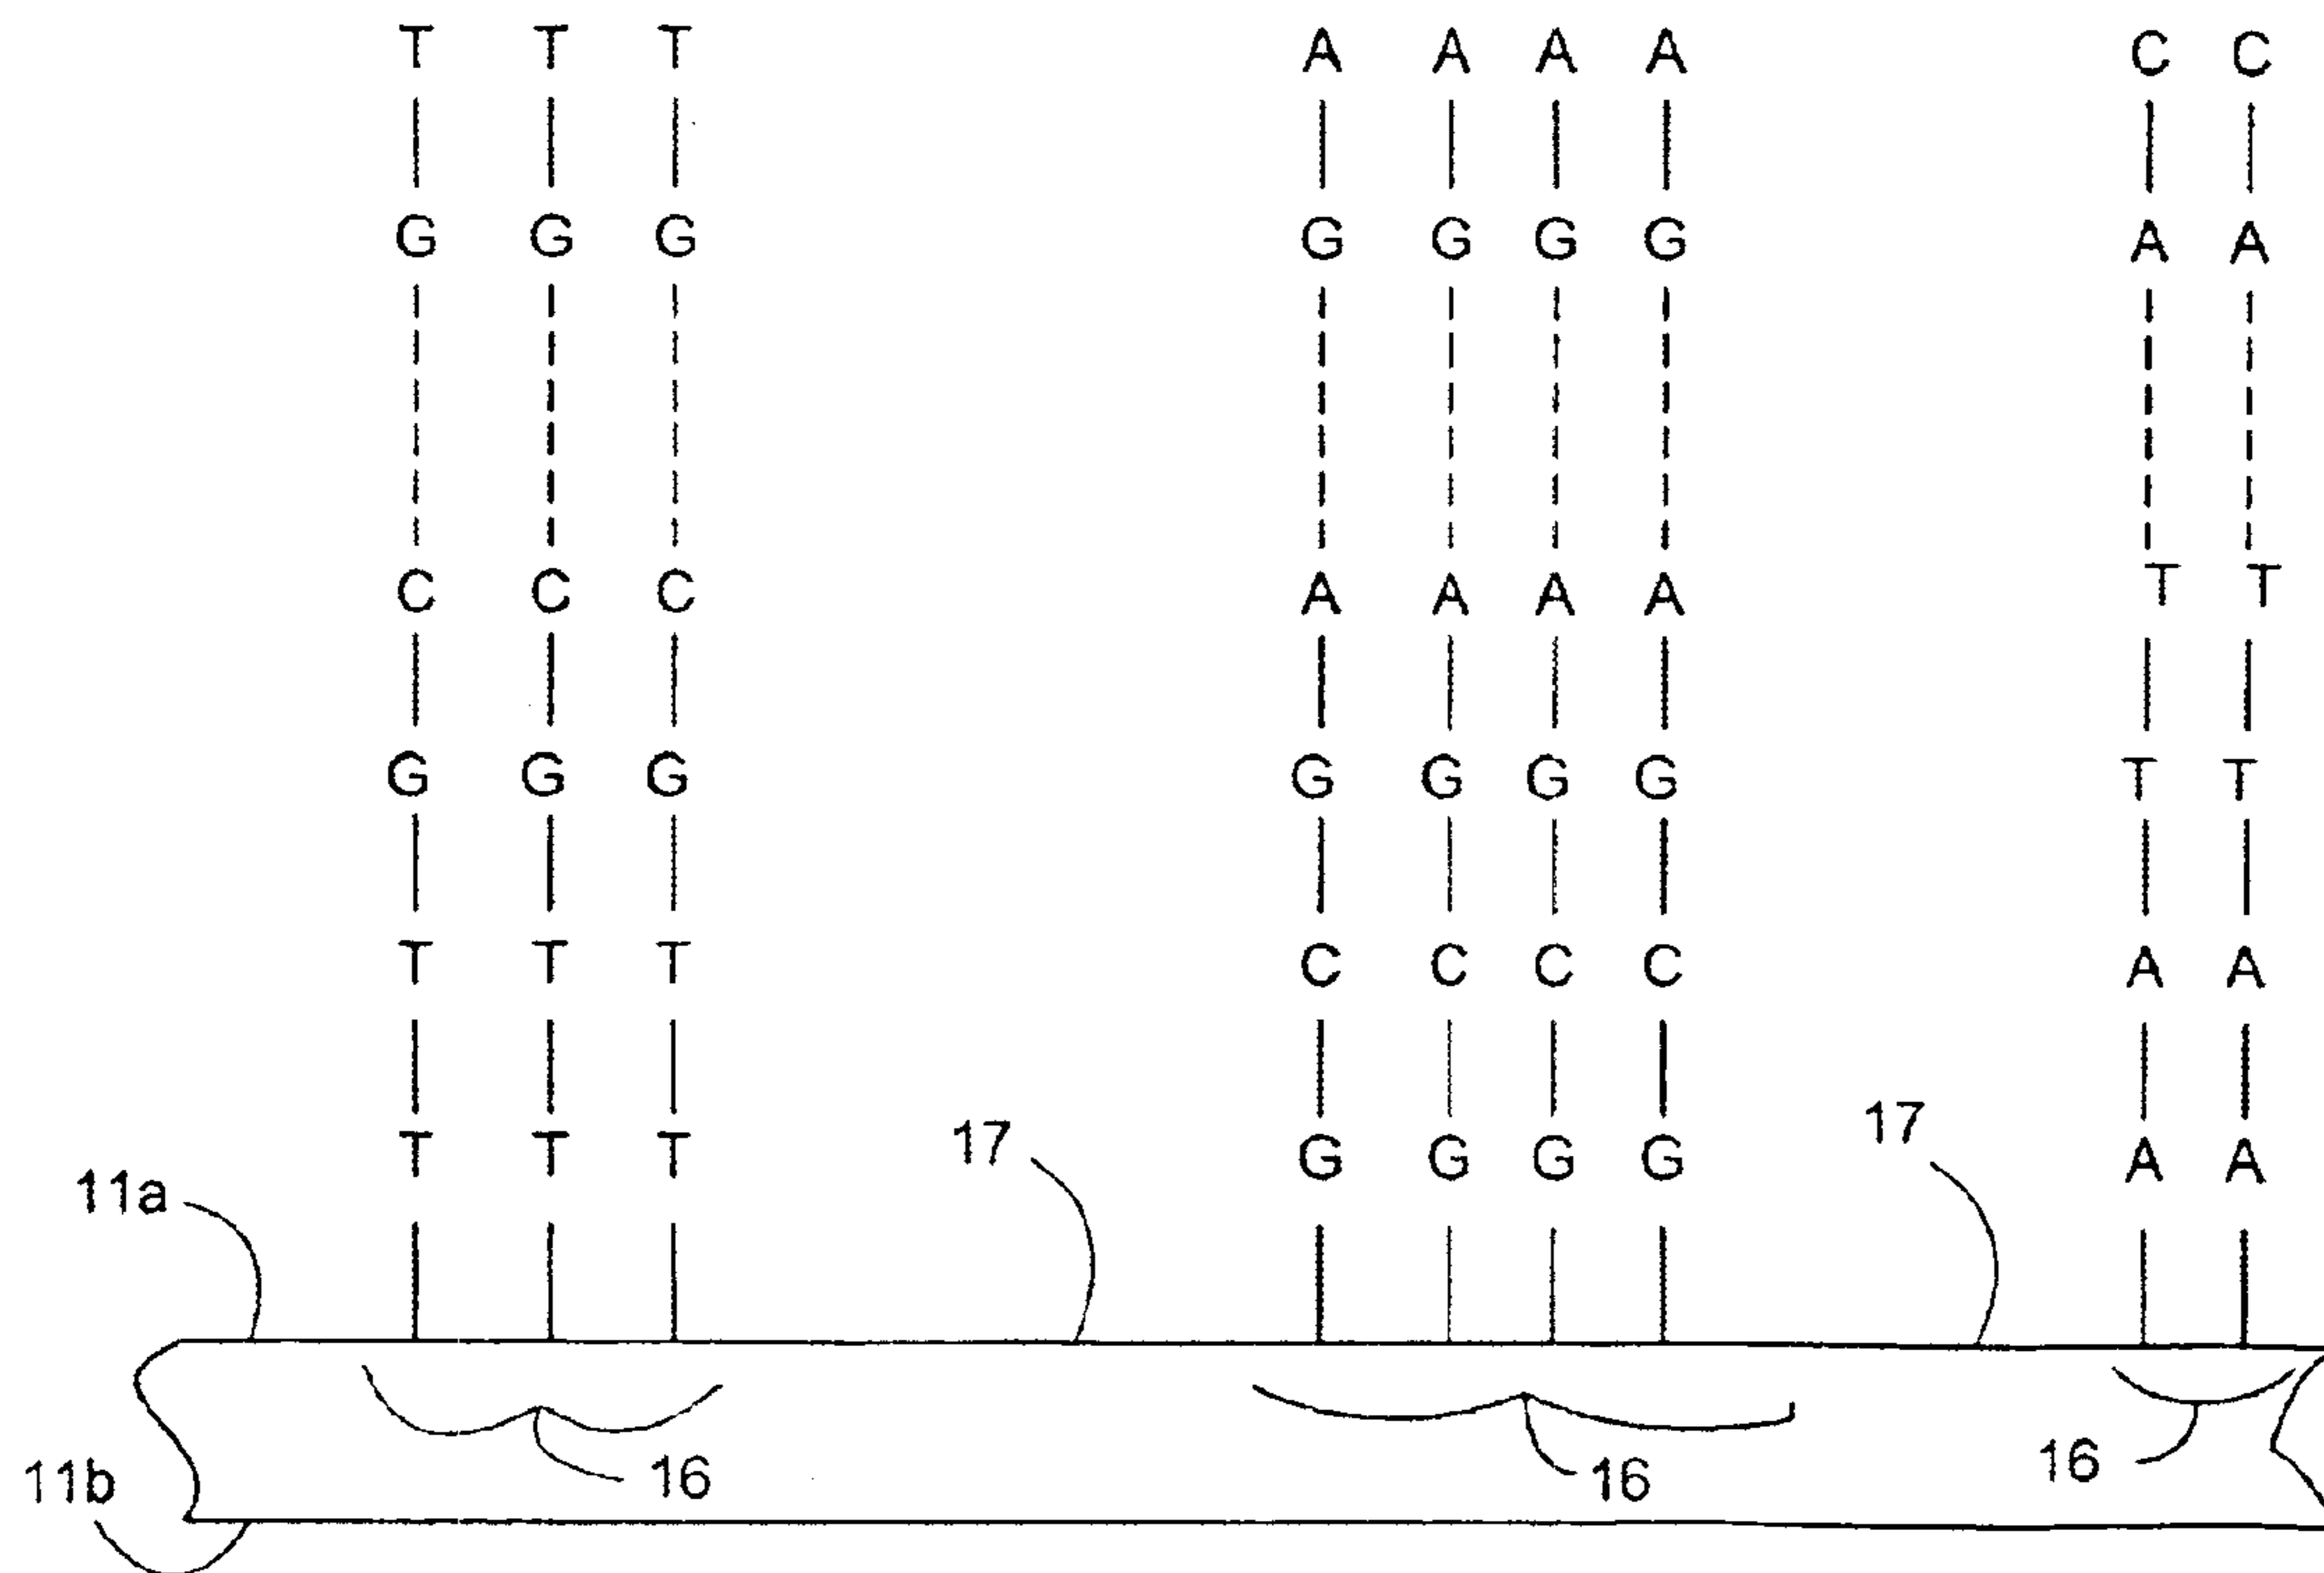 T T T A A A A C C
G G G G G G G A A
C C C A A A A T T
G G G G G G G T T
T T T C C C C A A
T T T G G G G A A
17 17
11a
11b 16 16 16